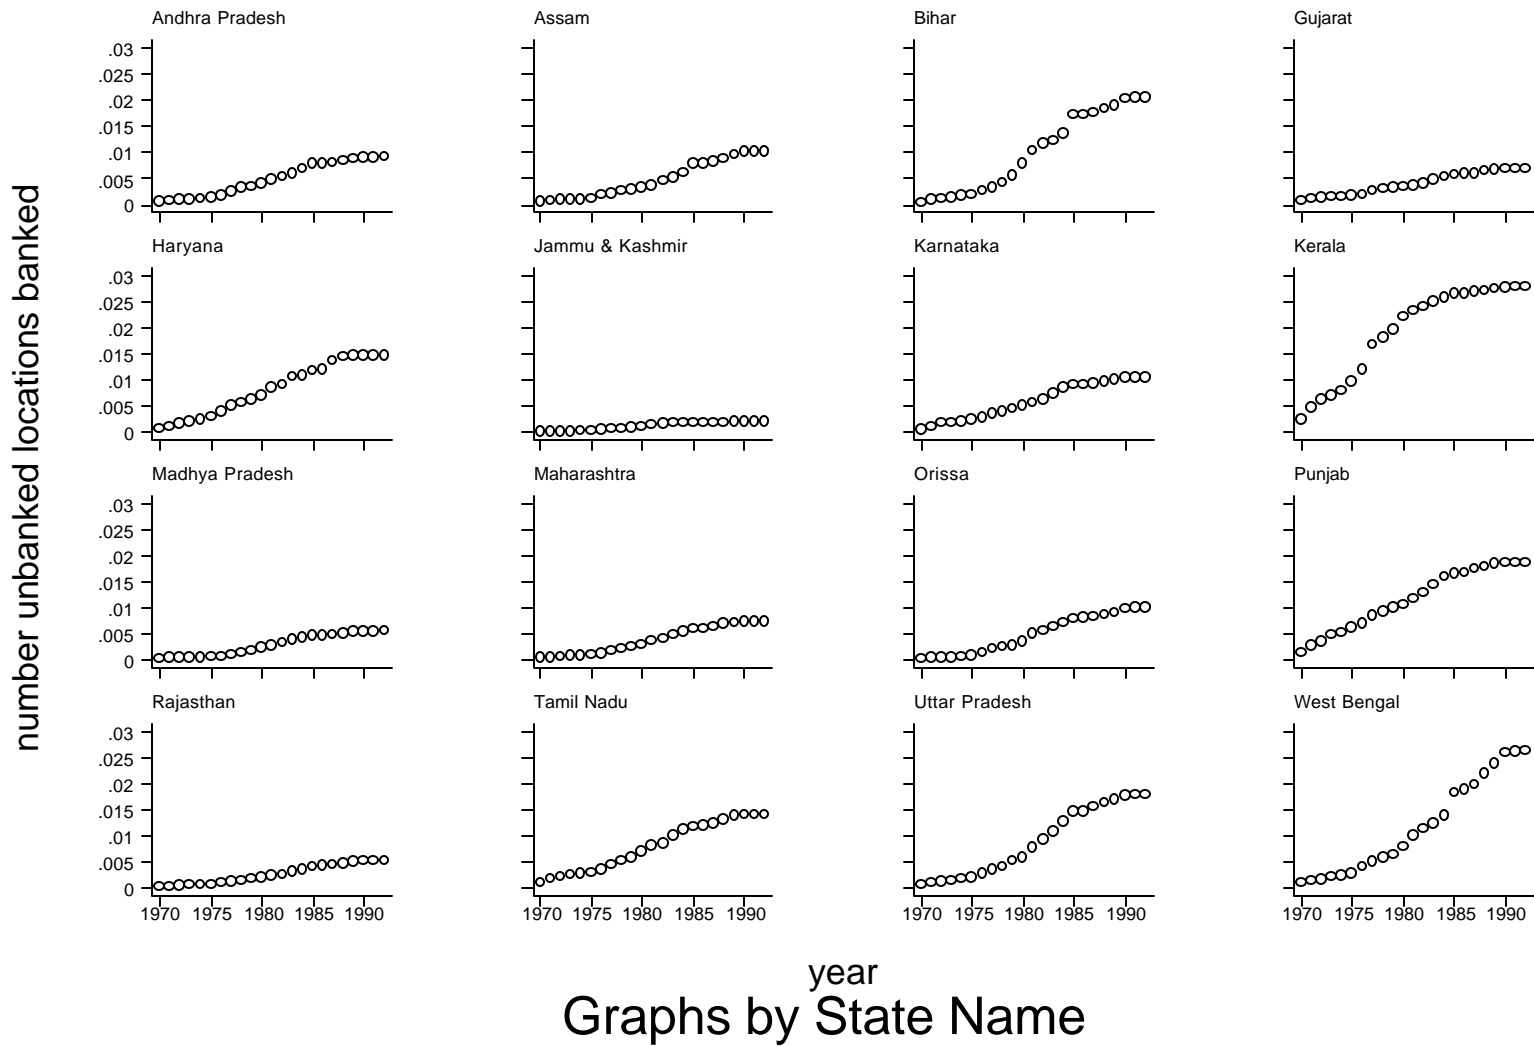 Andhra Pradesh
Assam
Bihar
Gujarat
.03
.025
.02
.015
.01
.005
0
Haryana
Jammu & Kashmir
Karnataka
Kerala
.03
.025
.02
.015
.01
.005
0
Madhya Pradesh
Maharashtra
Orissa
Punjab
.03
.025
.02
.015
.01
.005
0
Rajasthan
Tamil Nadu
Uttar Pradesh
West Bengal
.03
.025
.02
.015
.01
.005
0
1970 1975 1980 1985 1990
1970 1975 1980 1985 1990
1970 1975 1980 1985 1990
1970 1975 1980 1985 1990
number unbanked locations banked
year
Graphs by State Name